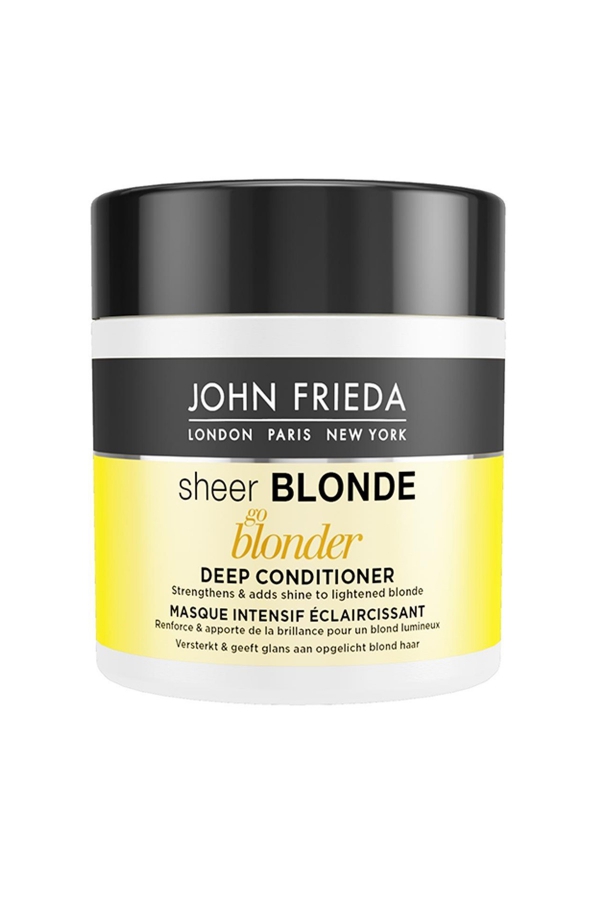 JOHN FRIEDA
LONDON PARIS NEW YORK
sheer BLONDE
go
blonder
DEEP CONDITIONER
Strengthens & adds shine to lightened blonde
MASQUE INTENSIF ÉCLAIRCISSANT
Renforce & apporte de la brillance pour un blond lumineux
Versterkt & geeft glans aan opgelicht blond haar